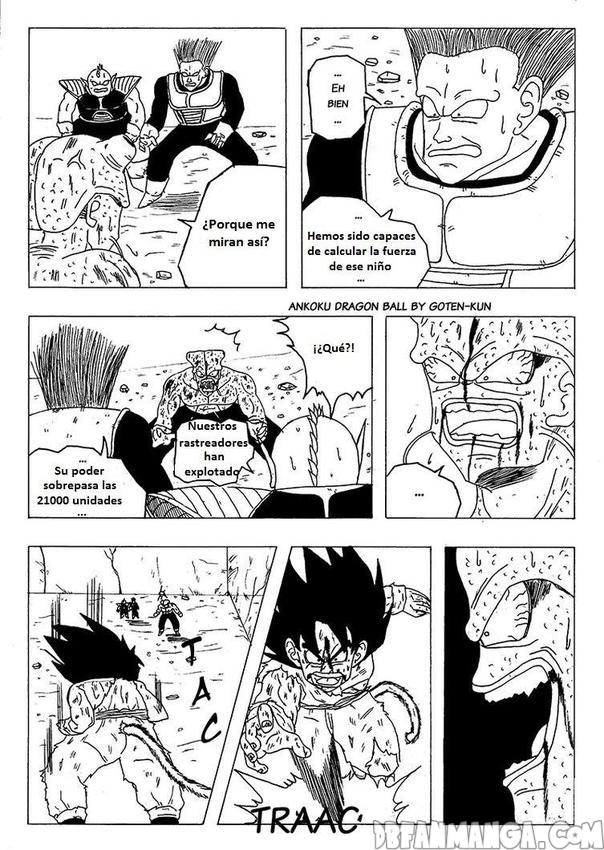 ¿Porque me
miran así?
...
EH
BIEN
...
Hemos sido capaces
de calcular la fuerza
de ese niño
...
ANKOKU DRAGON BALL BY GOTEN-KUN
...
Su poder
sobrepasa las
21000 unidades
...
Nuestros
rastreadores
han
explotado
¡¿Qué?!
...
TAC
TRAAC
DBFANMANGA.COM